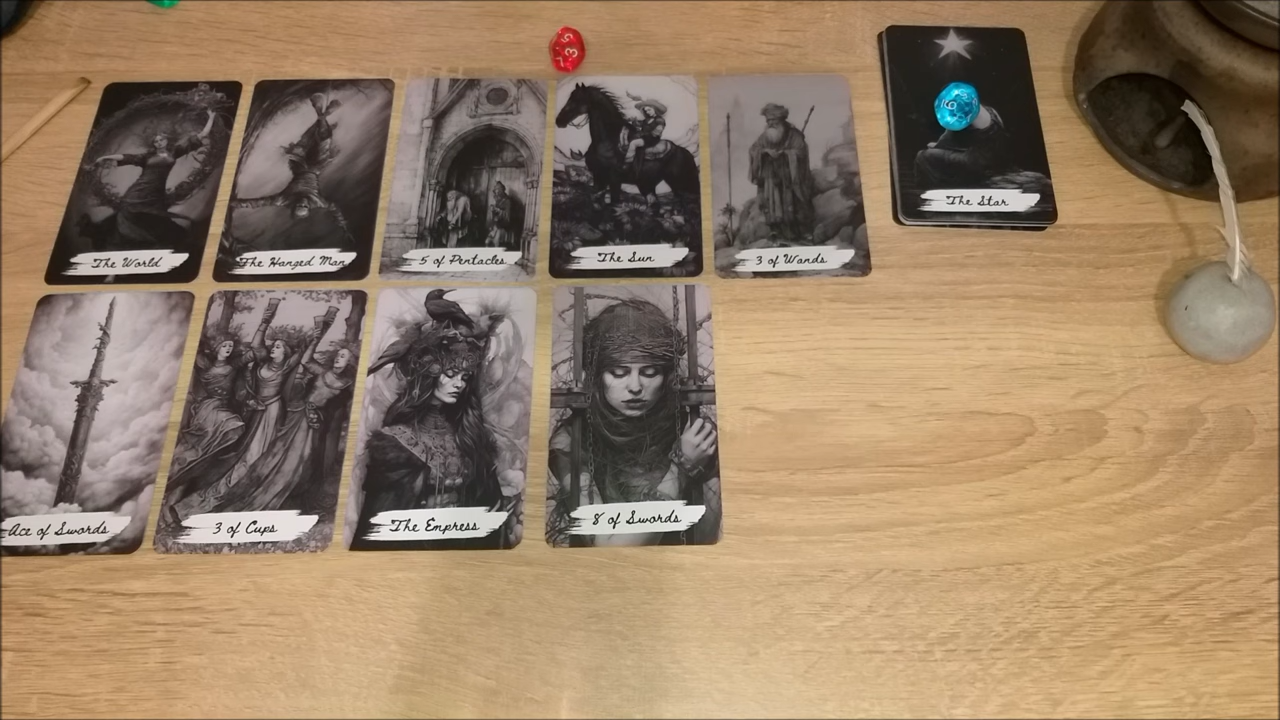 The World
The Hanged Man
5 of Pentacles
The Sun
3 of Wands
The Star
Ace of Swords
3 of Cups
The Empress
8 of Swords